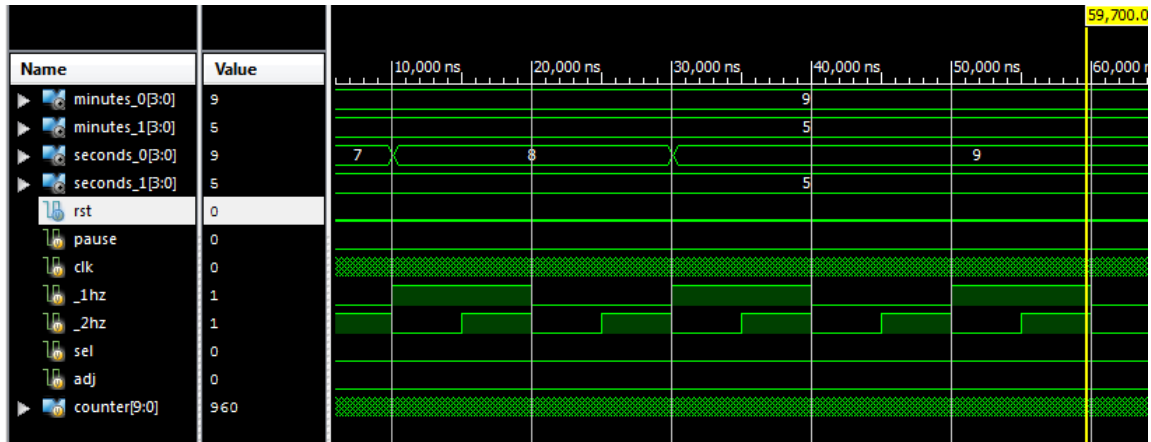 59,700.0
Name Value
10,000 ns 20,000 ns 30,000 ns 40,000 ns 50,000 ns 60,000 n
minutes_0[3:0] 9 9
minutes_1[3:0] 5 5
seconds_0[3:0] 9 7 8 9
seconds_1[3:0] 5 5
rst 0
pause 0
clk 0
_1hz 1
_2hz 1
sel 0
adj 0
counter[9:0] 960